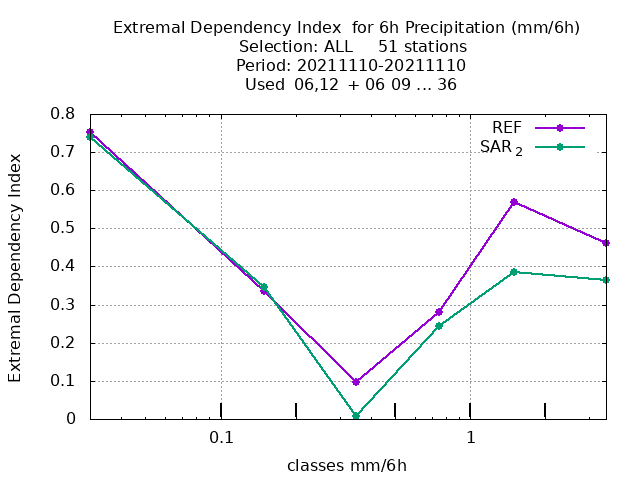 Extremal Dependency Index  for 6h Precipitation (mm/6h)
Selection: ALL     51 stations
Period: 20211110-20211110
Used  06,12  + 06 09 ... 36
REF
SAR 2
0.8
0.7
0.6
0.5
0.4
0.3
0.2
0.1
0
Extremal Dependency Index
0.1
1
classes mm/6h